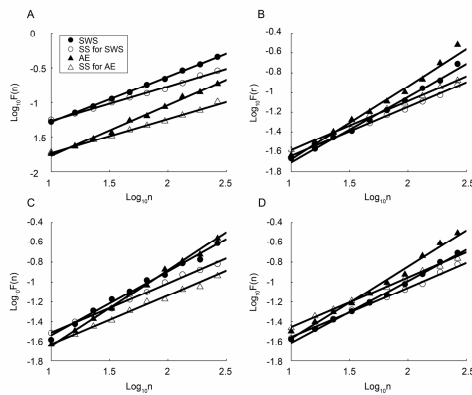 A
0
-0.5
-1.0
-1.5
-2
Log₁₀F(r)
SWS
SS for SWS
AE
SS for AE
1 1.5 2 2.5
Log₁₀n
B
-0.4
-0.6
-0.8
-1
-1.2
-1.4
-1.6
-1.8
Log₁₀F(r)
1 1.5 2 2.5
Log₁₀n
C
-0.4
-0.6
-0.8
-1
-1.2
-1.4
-1.6
-1.8
Log₀F(n)
1 1.5 2 2.5
Log₁₀n
D
-0.4
-0.6
-0.8
-1
-1.2
-1.4
-1.6
-1.8
Log₁₀F(n)
1 1.5 2 2.5
Log₁₀n